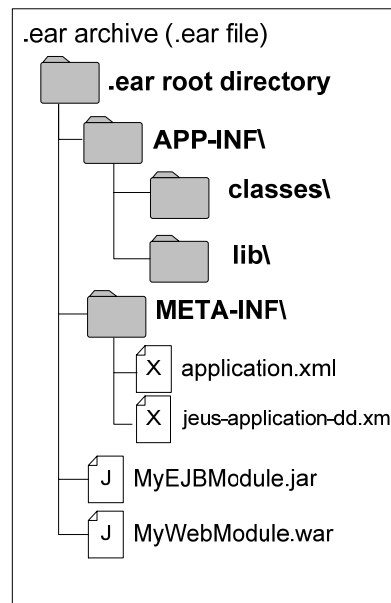 .ear archive (.ear file)
.ear root directory
APP-INF\
classes\
lib\
META-INF\
X application.xml
X jeus-application-dd.xm
J MyEJBModule.jar
J MyWebModule.war